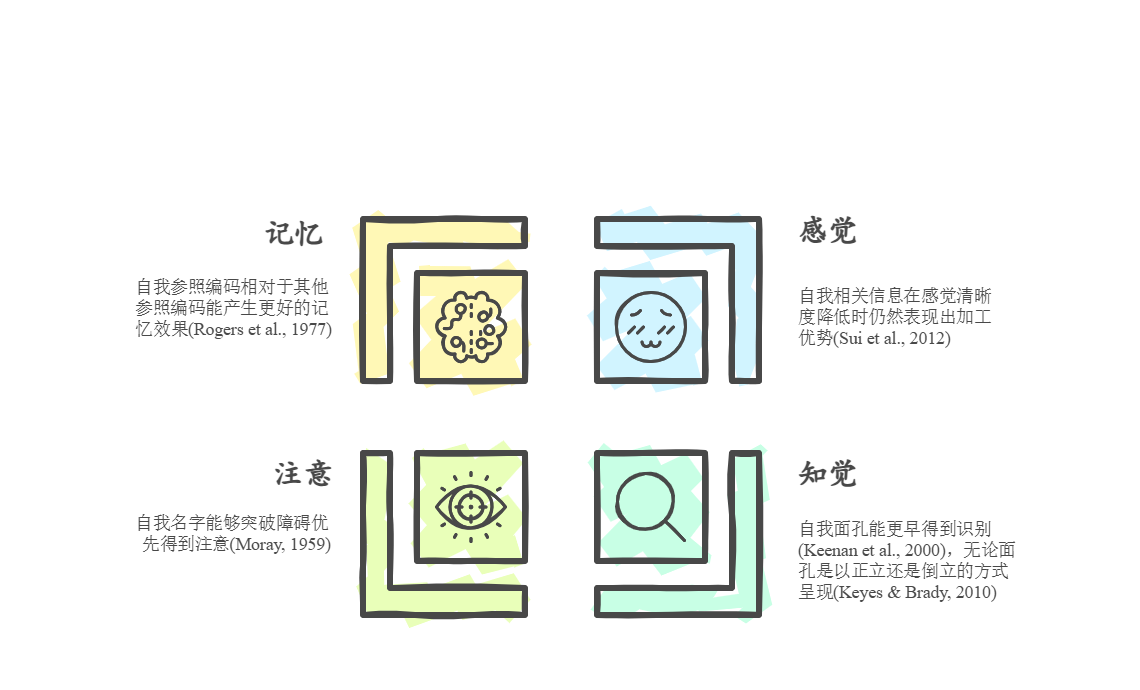 记忆
自我参照编码相对于其他
参照编码能产生更好的记
忆效果(Rogers et al., 1977)
感觉
自我相关信息在感觉清晰
度降低时仍然表现出加工
优势(Sui et al., 2012)
注意
自我名字能够突破障碍优
先得到注意(Moray, 1959)
知觉
自我面孔能更早得到识别
(Keenan et al., 2000)，无论面
孔是以正立还是倒立的方式
呈现(Keyes & Brady, 2010)